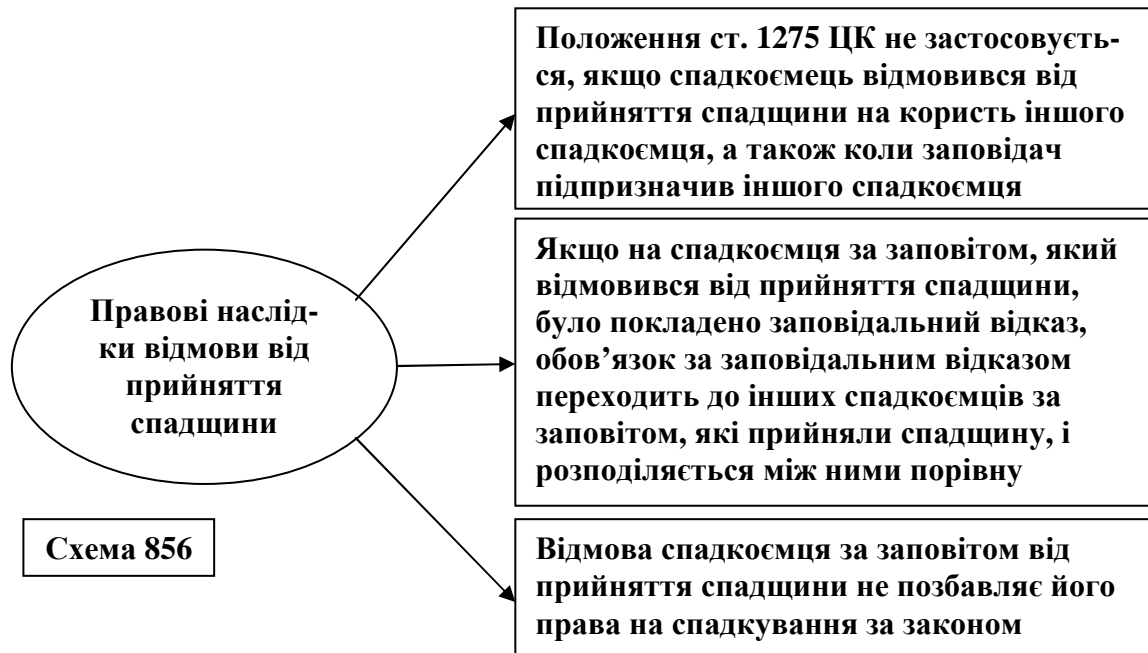 Положення ст. 1275 ЦК не застосовуєть-
ся, якщо спадкоємець відмовився від
прийняття спадщини на користь іншого
спадкоємця, а також коли заповідач
підпризначив іншого спадкоємця
Правові наслід-
ки відмови від
прийняття
спадщини
Якщо на спадкоємця за заповітом, який
відмовився від прийняття спадщини,
було покладено заповідальний відказ,
обов’язок за заповідальним відказом
переходить до інших спадкоємців за
заповітом, які прийняли спадщину, і
розподіляється між ними порівну
Схема 856
Відмова спадкоємця за заповітом від
прийняття спадщини не позбавляє його
права на спадкування за законом